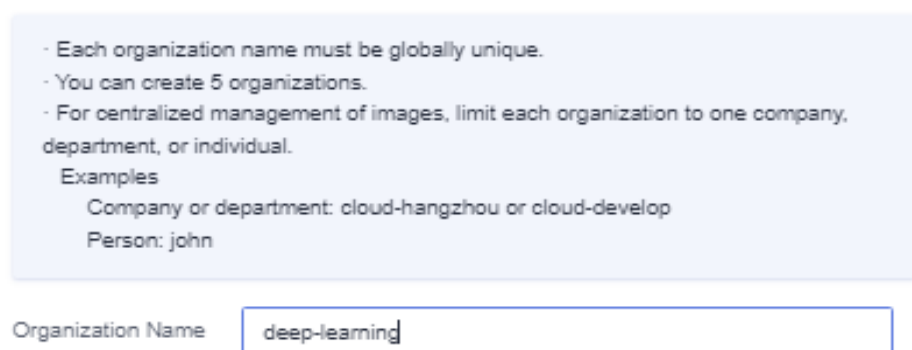 · Each organization name must be globally unique.
· You can create 5 organizations.
· For centralized management of images, limit each organization to one company,
department, or individual.
Examples
Company or department: cloud-hangzhou or cloud-develop
Person: john
Organization Name deep-learning